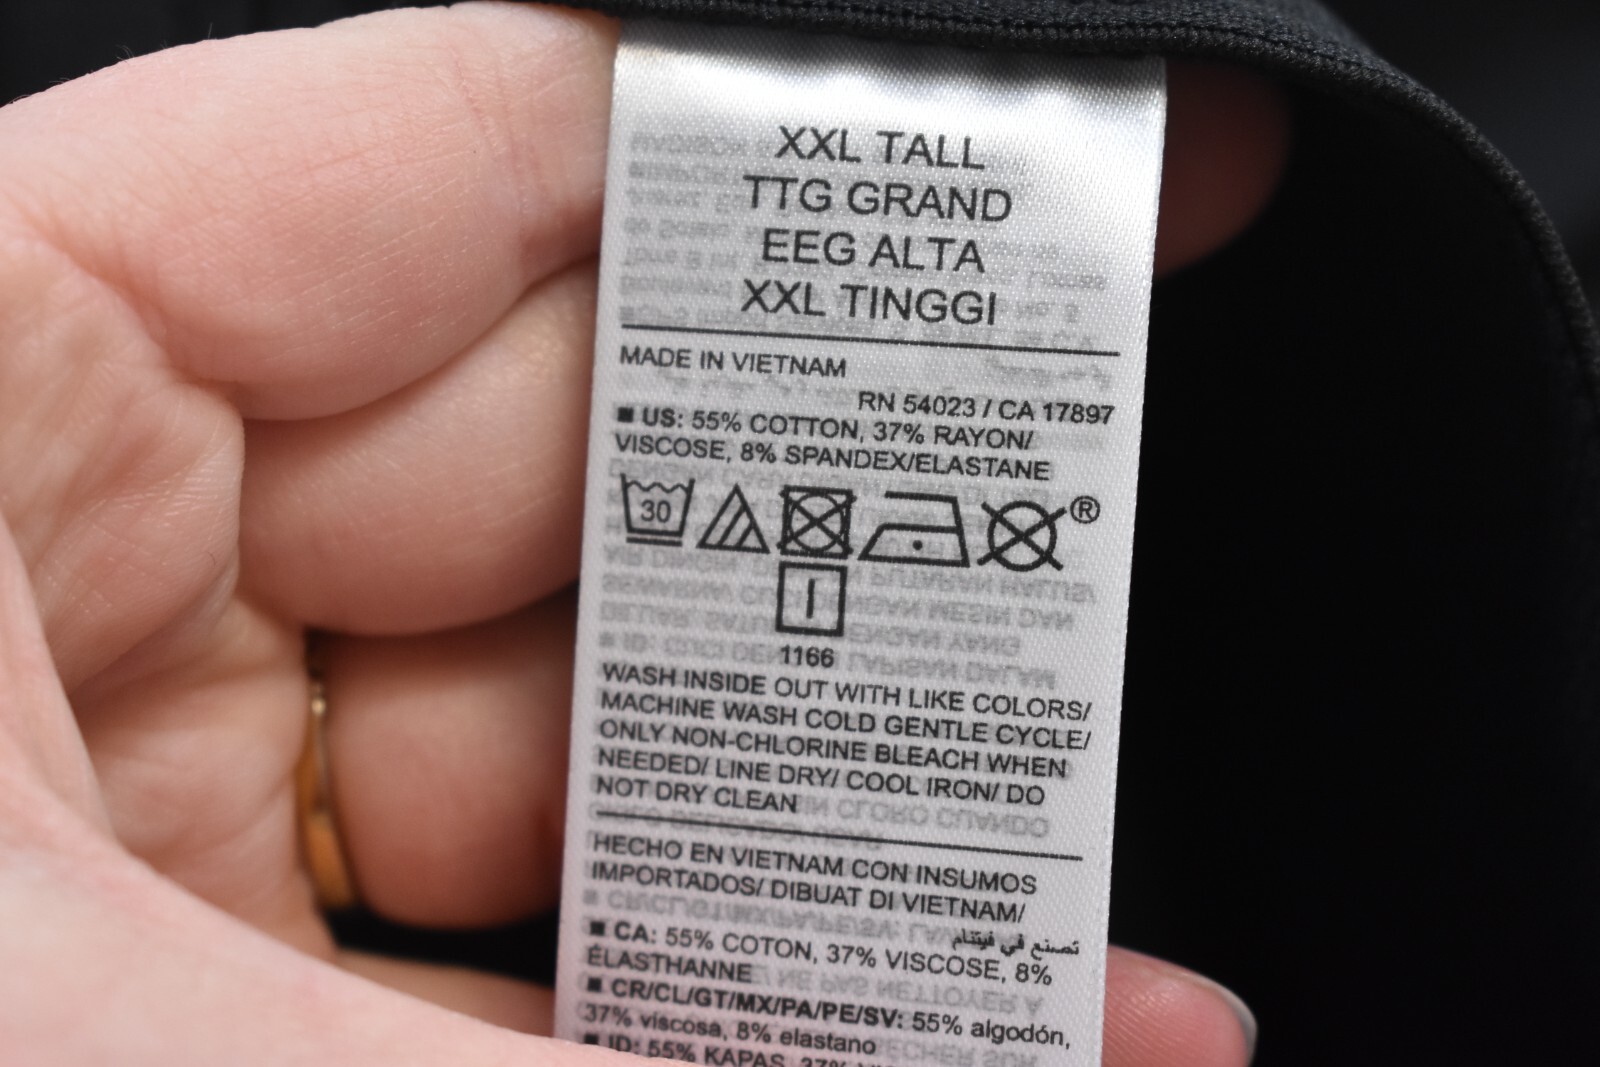 XXL TALL
TTG GRAND
EEG ALTA
XXL TINGGI
MADE IN VIETNAM
RN 54023 / CA 17897
■ US: 55% COTTON, 37% RAYON/
VISCOSE, 8% SPANDEX/ELASTANE
30
®
1166
WASH INSIDE OUT WITH LIKE COLORS/
MACHINE WASH COLD GENTLE CYCLE/
ONLY NON-CHLORINE BLEACH WHEN
NEEDED/ LINE DRY/ COOL IRON/ DO
NOT DRY CLEAN
HECHO EN VIETNAM CON INSUMOS
IMPORTADOS/ DIBUAT DI VIETNAM/
تصنع في فيتنام
■ CA: 55% COTON, 37% VISCOSE, 8%
ÉLASTHANNE
■ CR/CL/GT/MX/PA/PE/SV: 55% algodón,
37% viscosa, 8% elastano
■ ID: 55% KAPAS, 37%